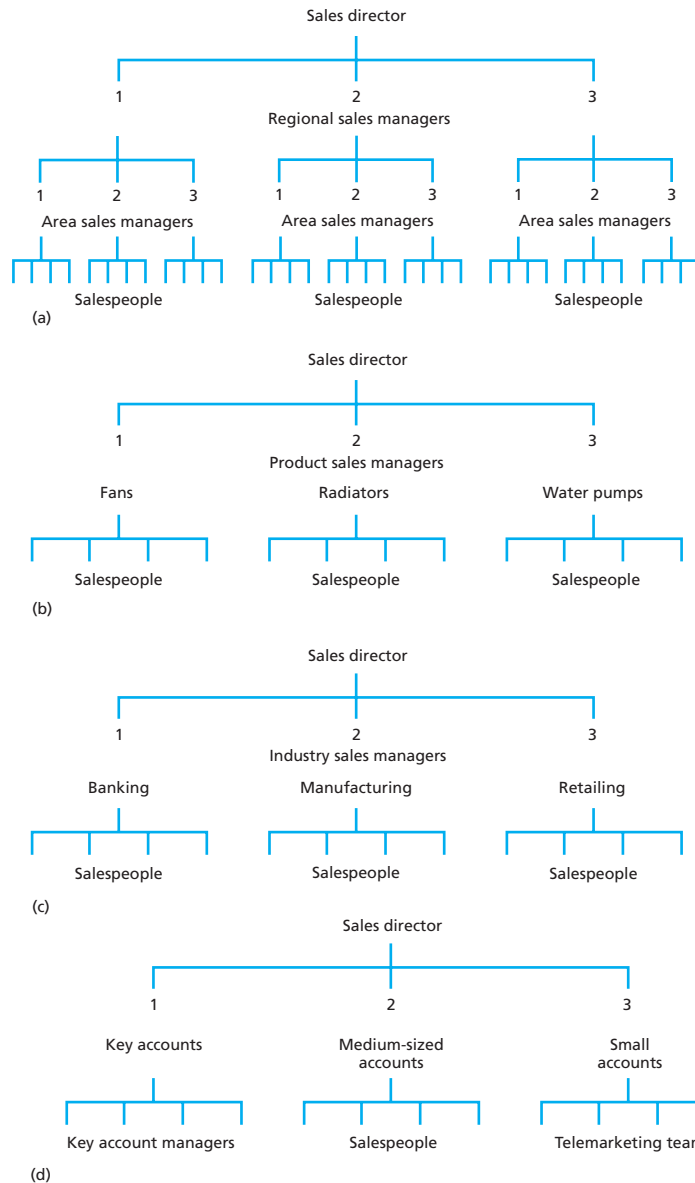 Sales director
1 2 3
Regional sales managers
1 2 3 1 2 3 1 2 3
Area sales managers Area sales managers Area sales managers
Salespeople Salespeople Salespeople
(a)
Sales director
1 2 3
Product sales managers
Fans Radiators Water pumps
Salespeople Salespeople Salespeople
(b)
Sales director
1 2 3
Industry sales managers
Banking Manufacturing Retailing
Salespeople Salespeople Salespeople
(c)
Sales director
1 2 3
Key accounts Medium-sized Small
accounts accounts
Key account managers Salespeople Telemarketing
(d)